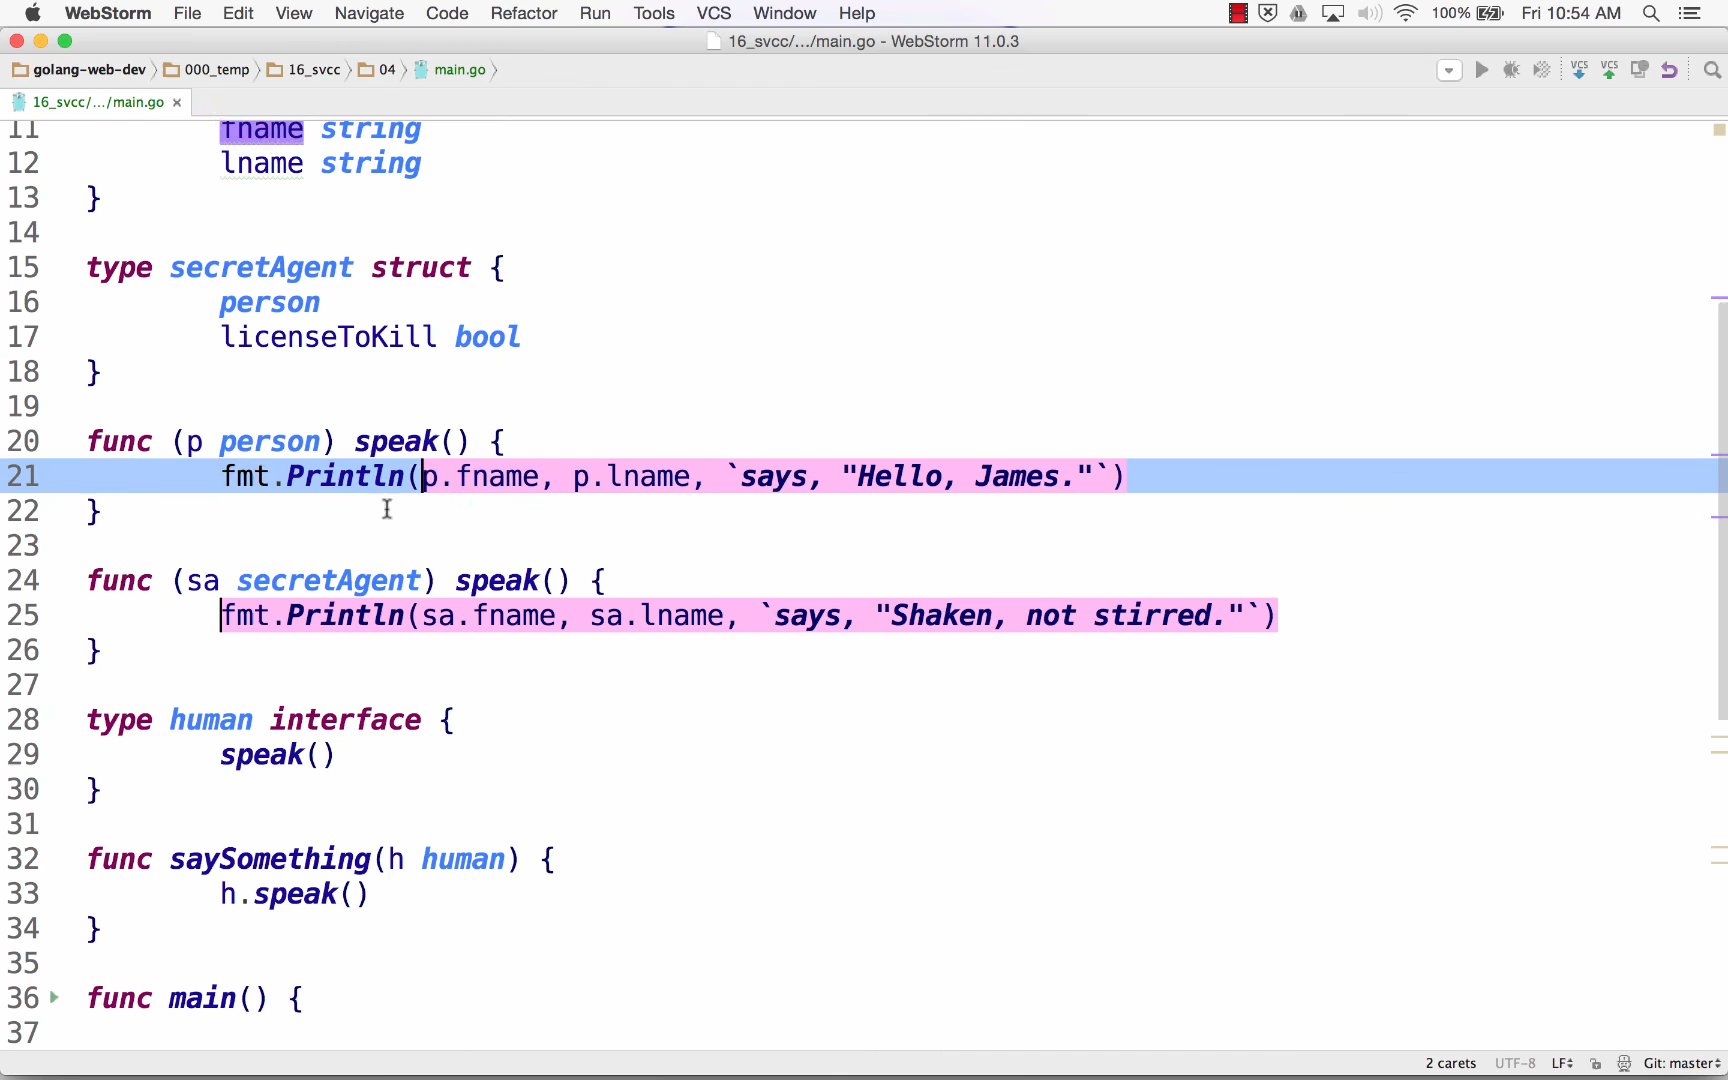 WebStorm File Edit View Navigate Code Refactor Run Tools VCS Window Help 100% Fri 10:54 AM
16_svcc/.../main.go - WebStorm 11.0.3
golang-web-dev 000_temp 16_svcc 04 main.go VCS VCS
16_svcc/.../main.go ×
11 fname string
12 lname string
13 }
14
15 type secretAgent struct {
16 person
17 licenseToKill bool
18 }
19
20 func (p person) speak() {
21 fmt.Println(p.fname, p.lname, `says, "Hello, James."`)
22 }
23
24 func (sa secretAgent) speak() {
25 fmt.Println(sa.fname, sa.lname, `says, "Shaken, not stirred."`)
26 }
27
28 type human interface {
29 speak()
30 }
31
32 func saySomething(h human) {
33 h.speak()
34 }
35
36 func main() {
37
2 carets UTF-8 LF Git: master